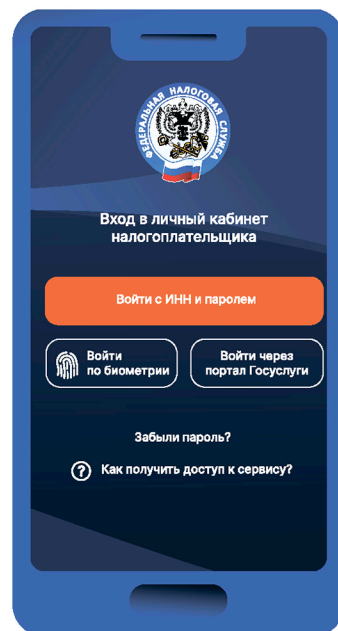 ФЕДЕРАЛЬНАЯ НАЛОГОВАЯ СЛУЖБА
Вход в личный кабинет
налогоплательщика
Войти с ИНН и паролем
Войти
по биометрии
Войти через
портал Госуслуги
Забыли пароль?
? Как получить доступ к сервису?